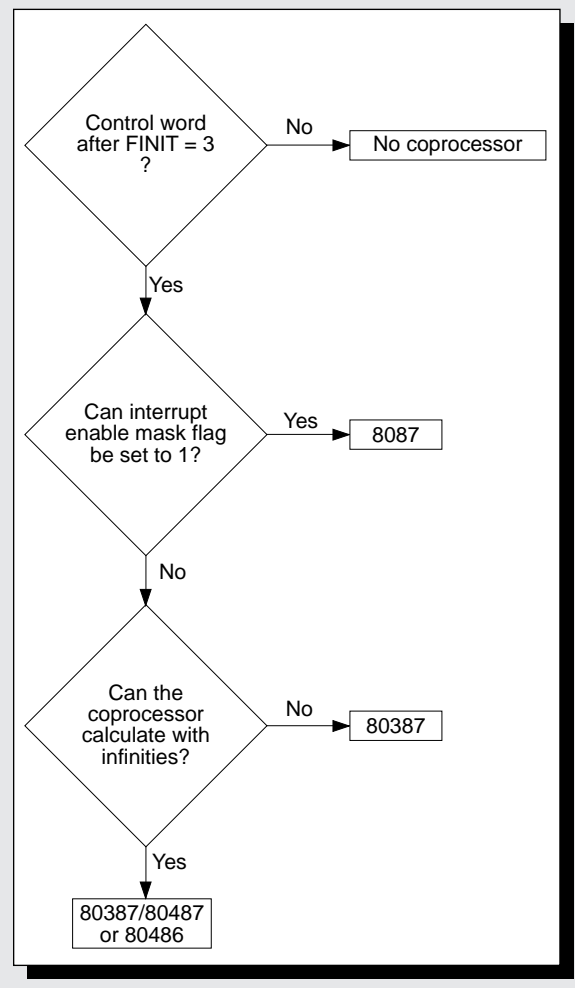 Control word
after FINIT = 3
?
No
No coprocessor
Yes
Can interrupt
enable mask flag
be set to 1?
Yes
8087
No
Can the
coprocessor
calculate with
infinities?
No
80387
Yes
80387/80487
or 80486